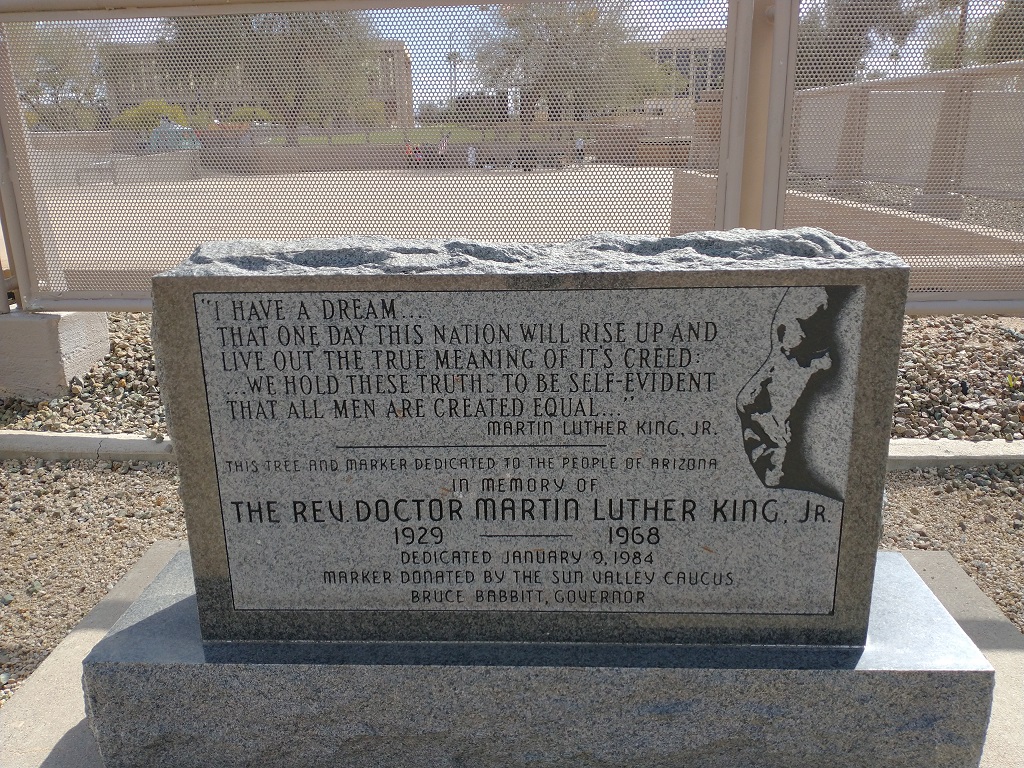 "I HAVE A DREAM...
THAT ONE DAY THIS NATION WILL RISE UP AND
LIVE OUT THE TRUE MEANING OF IT'S CREED:
...WE HOLD THESE TRUTH: TO BE SELF-EVIDENT
THAT ALL MEN ARE CREATED EQUAL..."
MARTIN LUTHER KING, JR.
THIS TREE AND MARKER DEDICATED TO THE PEOPLE OF ARIZONA
IN MEMORY OF
THE REV. DOCTOR MARTIN LUTHER KING, JR.
1929 — 1968
DEDICATED JANUARY 9, 1984
MARKER DONATED BY THE SUN VALLEY CAUCUS
BRUCE BABBITT, GOVERNOR